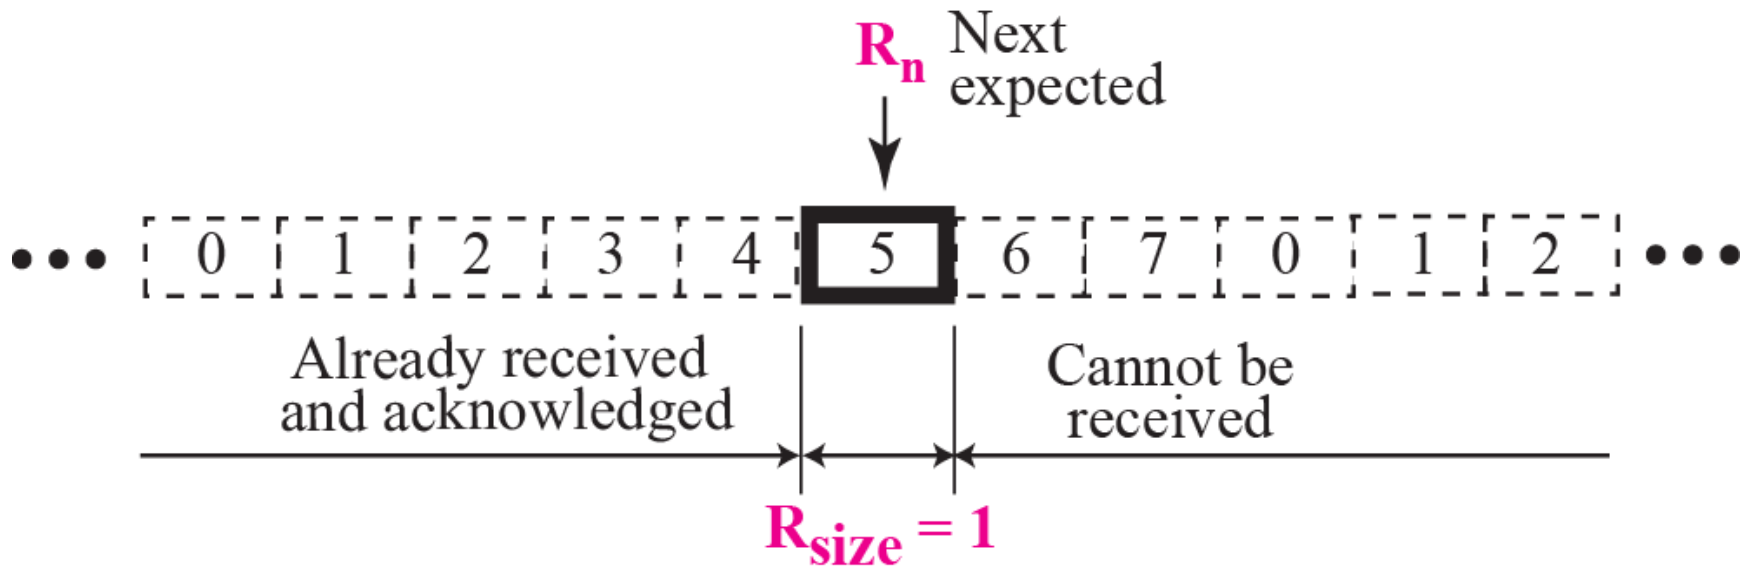 Rn Next
expected
••• 0 1 2 3 4 5 6 7 0 1 2 •••
Already received
and acknowledged
Cannot be
received
Rsize = 1